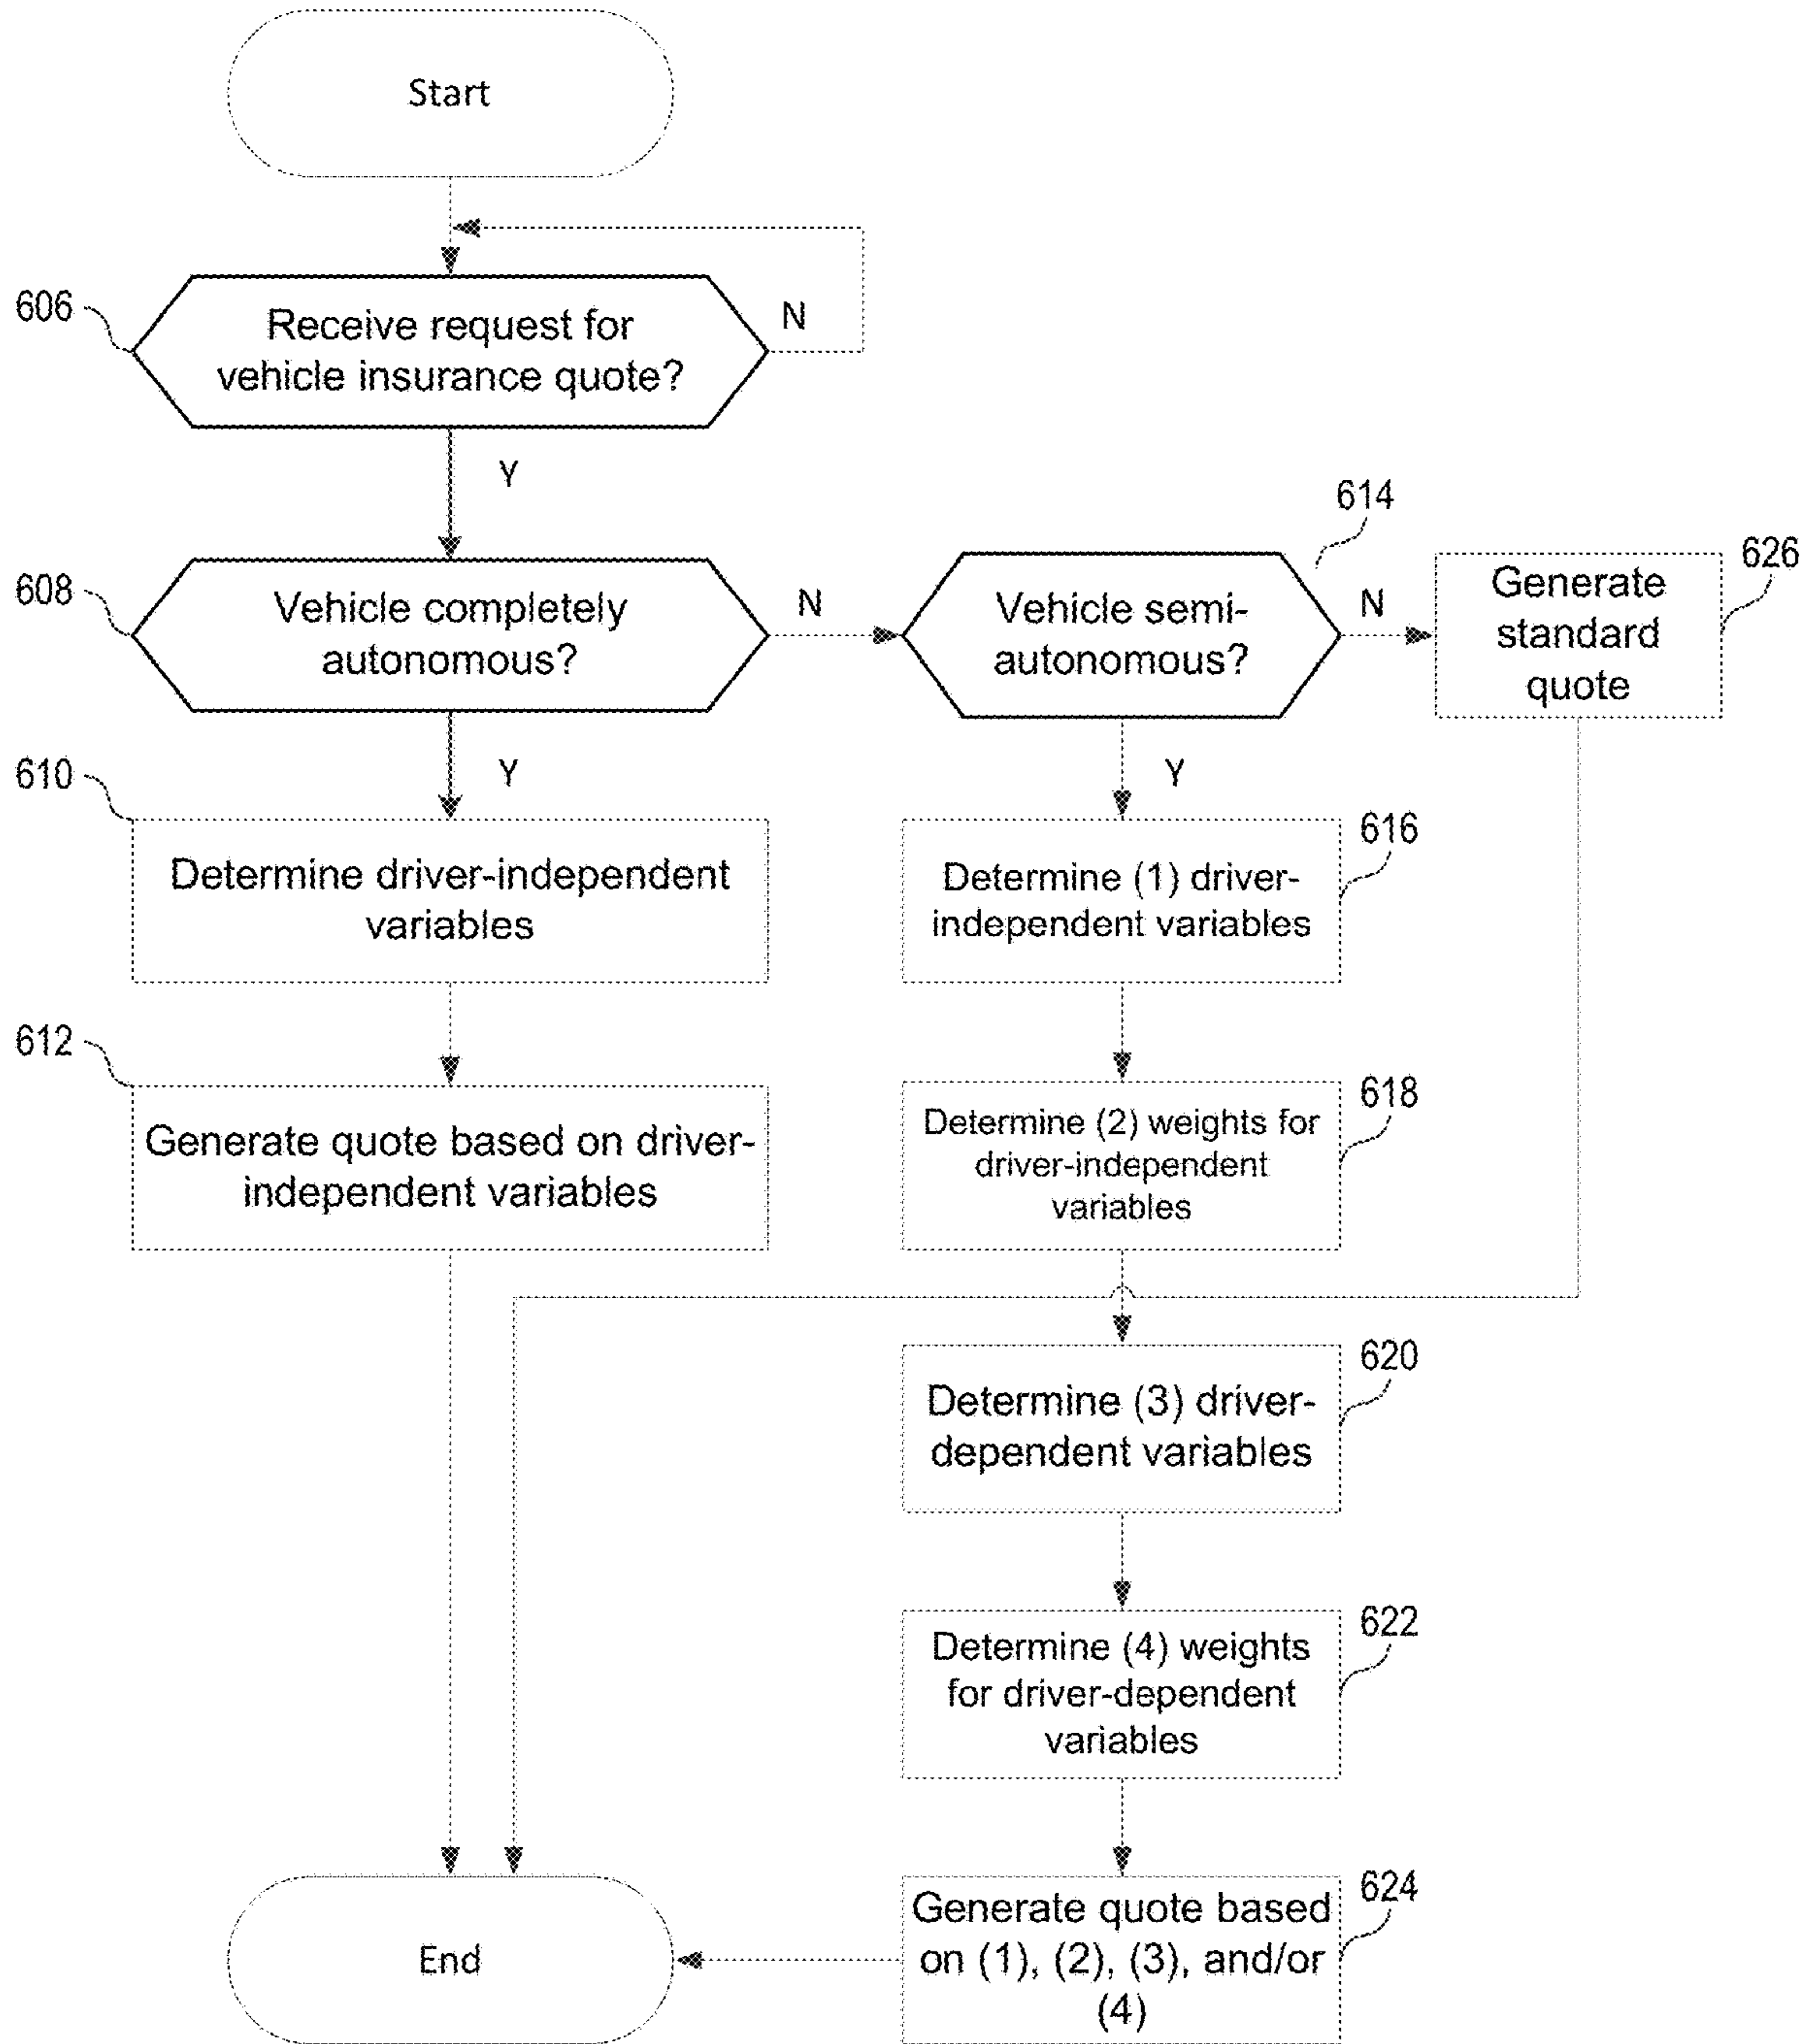 Start
606
Receive request for
vehicle insurance quote?
N
Y
608
Vehicle completely
autonomous?
N
614
Vehicle semi-
autonomous?
N
626
Generate
standard
quote
Y
610
Determine driver-independent
variables
Y
616
Determine (1) driver-
independent variables
612
Generate quote based on driver-
independent variables
618
Determine (2) weights for
driver-independent
variables
620
Determine (3) driver-
dependent variables
622
Determine (4) weights
for driver-dependent
variables
624
Generate quote based
on (1), (2), (3), and/or
(4)
End